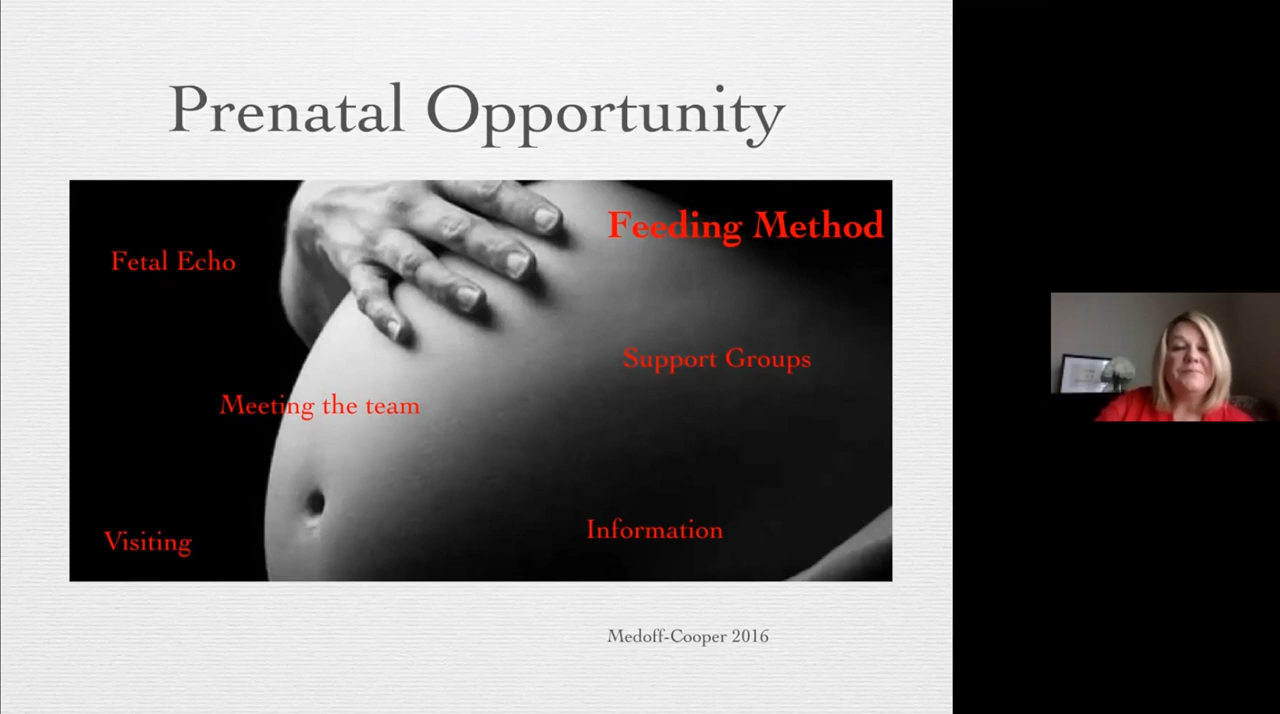 Prenatal Opportunity
Feeding Method
Fetal Echo
Support Groups
Meeting the team
Information
Visiting
Medoff-Cooper 2016